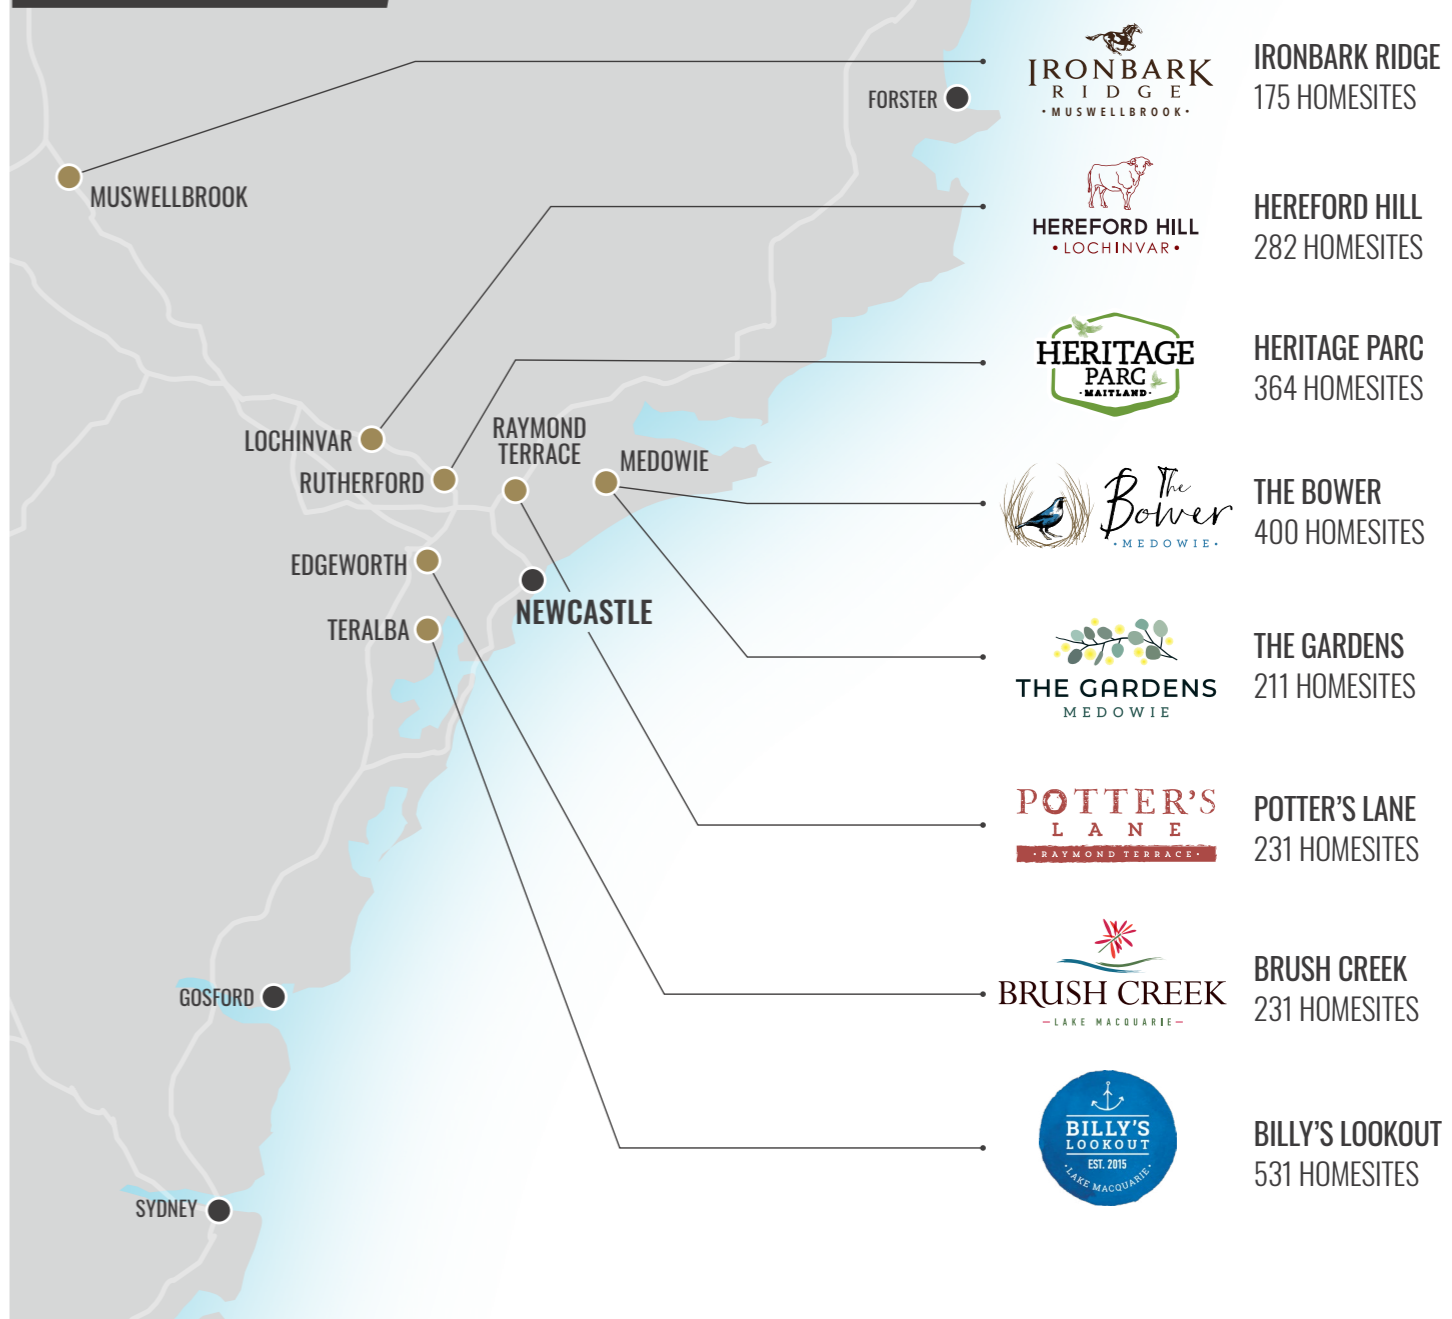 FORSTER
MUSWELLBROOK
LOCHINVAR
RUTHERFORD
RAYMOND
TERRACE
MEDOWIE
EDGEWORTH
NEWCASTLE
TERALBA
GOSFORD
SYDNEY
IRONBARK
RIDGE
•MUSWELLBROOK•
IRONBARK RIDGE
175 HOMESITES
HEREFORD HILL
•LOCHINVAR•
HEREFORD HILL
282 HOMESITES
HERITAGE
PARC
•MAITLAND•
HERITAGE PARC
364 HOMESITES
The
Bower
•MEDOWIE•
THE BOWER
400 HOMESITES
THE GARDENS
MEDOWIE
THE GARDENS
211 HOMESITES
POTTER'S
LANE
•RAYMOND TERRACE•
POTTER'S LANE
231 HOMESITES
BRUSH CREEK
–LAKE MACQUARIE–
BRUSH CREEK
231 HOMESITES
BILLY'S
LOOKOUT
EST. 2015
•LAKE MACQUARIE•
BILLY'S LOOKOUT
531 HOMESITES